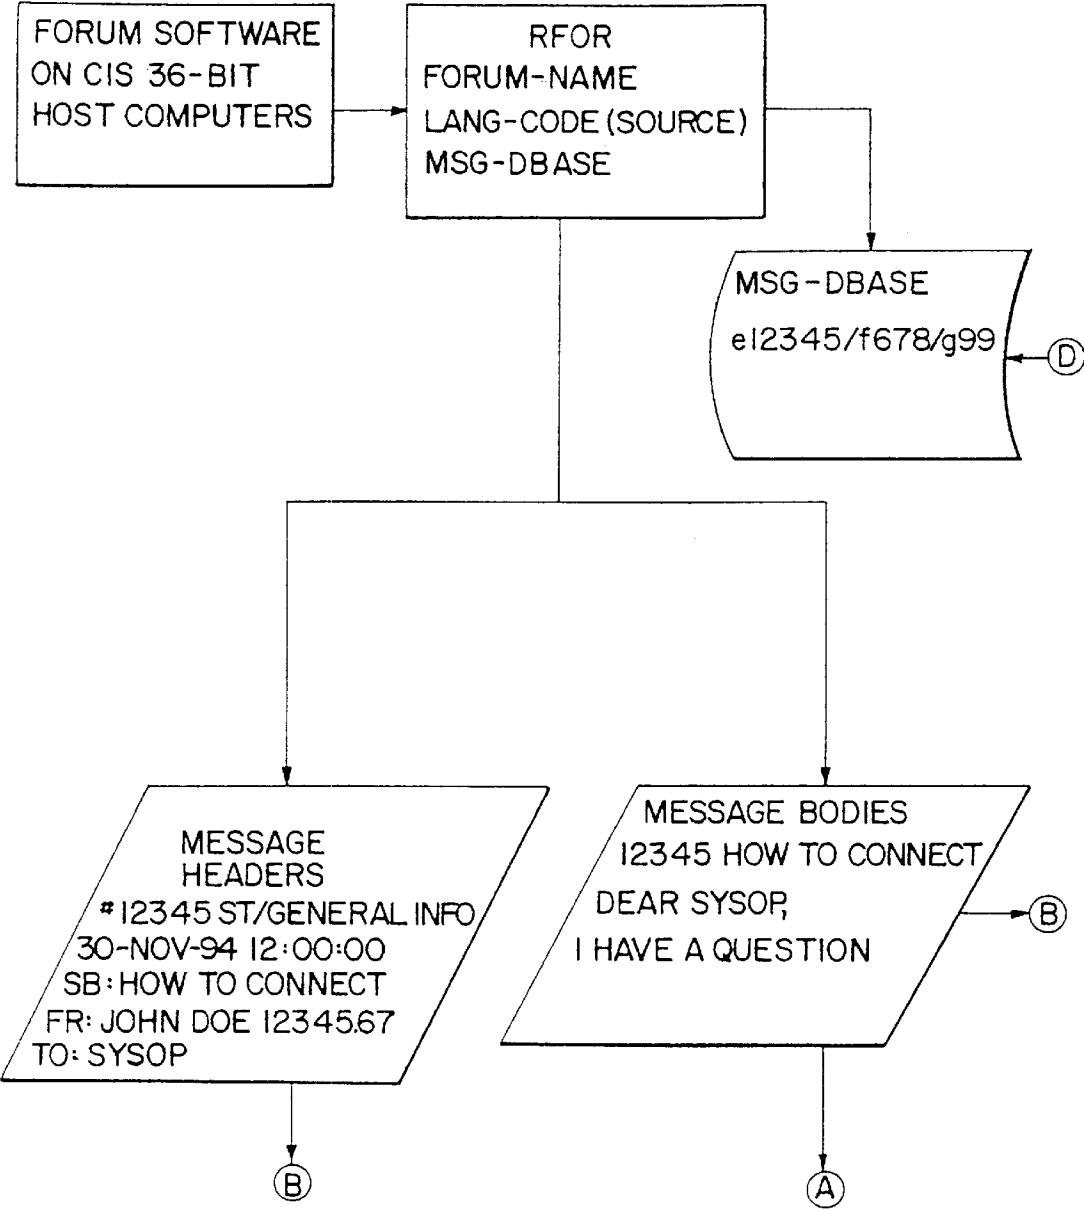 FORUM SOFTWARE
ON CIS 36-BIT
HOST COMPUTERS
RFOR
FORUM-NAME
LANG-CODE (SOURCE)
MSG-DBASE
MSG-DBASE
e12345/f678/g99
D
MESSAGE
HEADERS
#12345 ST/GENERAL INFO
30-NOV-94 12:00:00
SB: HOW TO CONNECT
FR: JOHN DOE 12345.67
TO: SYSOP
B
MESSAGE BODIES
12345 HOW TO CONNECT
DEAR SYSOP,
I HAVE A QUESTION
B
A